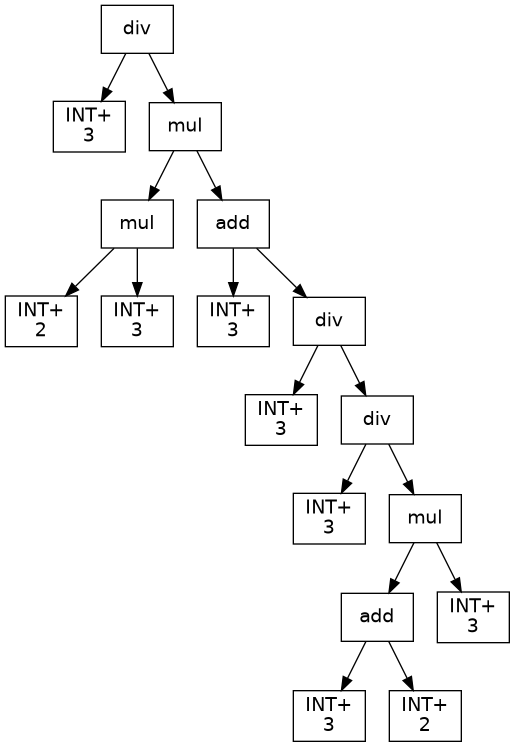 div
INT+
3
mul
mul
add
INT+
2
INT+
3
INT+
3
div
INT+
3
div
INT+
3
mul
add
INT+
3
INT+
3
INT+
2